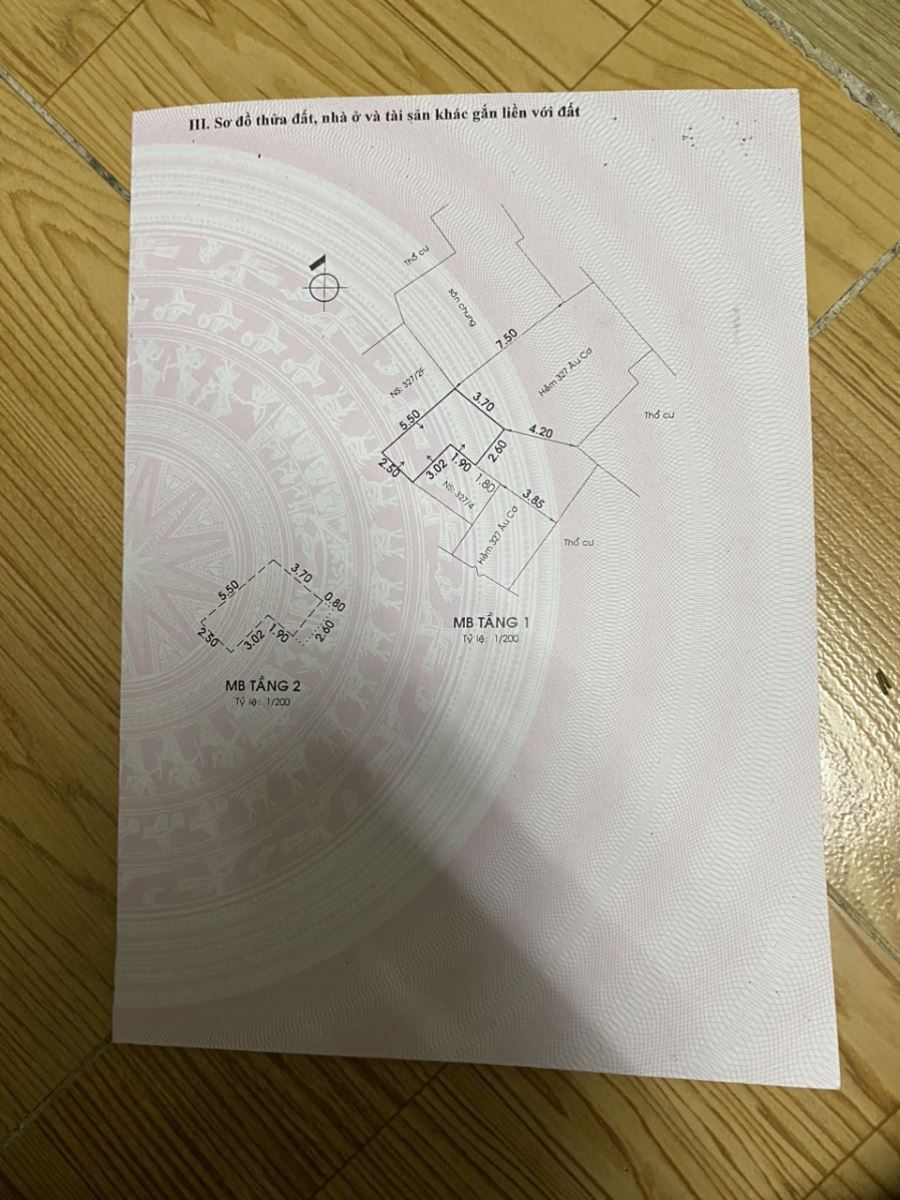 III. Sơ đồ thửa đất, nhà ở và tài sản khác gắn liền với đất
Thổ cư
sân chung
7.50
Hẻm 327 Âu Cơ
NS: 327/2F
3.70
5.50
4.20
Thổ cư
2.60
2.50
3.02
1.90
1.80
NS: 327/4
3.85
Hẻm 327 Âu Cơ
Thổ cư
MB TẦNG 1
Tỷ lệ: 1/200
3.70
5.50
0.80
2.50
3.02
1.90
2.60
MB TẦNG 2
Tỷ lệ: 1/200